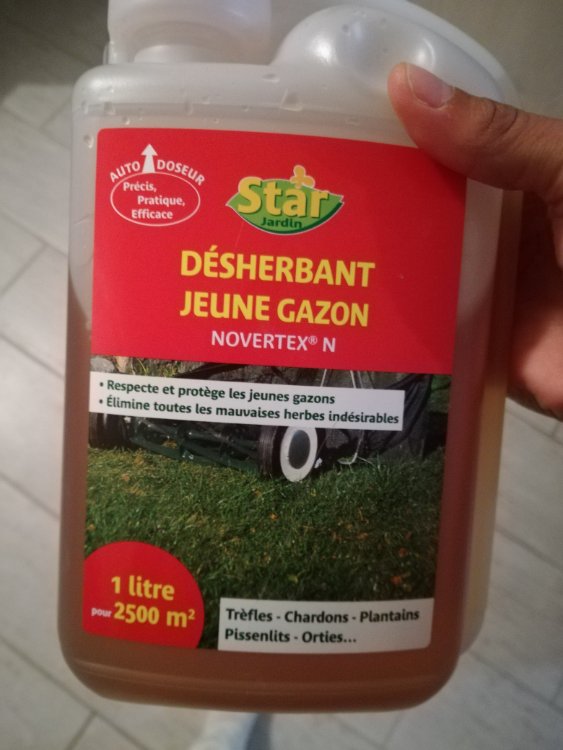 AUTO DOSEUR
Précis,
Pratique,
Efficace
Star
Jardin
DÉSHERBANT
JEUNE GAZON
NOVERTEX® N
• Respecte et protège les jeunes gazons
• Élimine toutes les mauvaises herbes indésirables
1 litre
pour 2500 m²
Trèfles - Chardons - Plantains
Pissenlits - Orties...